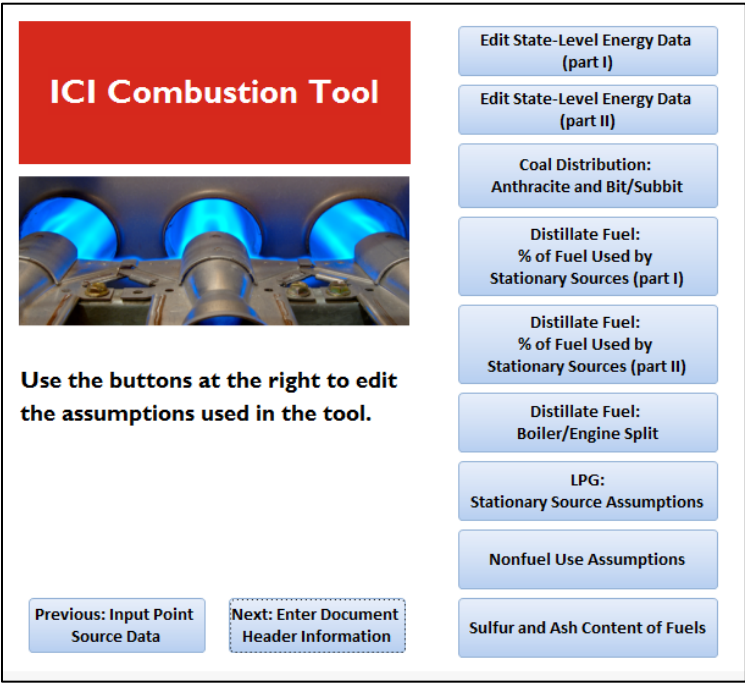 ICI Combustion Tool
Use the buttons at the right to edit
the assumptions used in the tool.
Previous: Input Point
Source Data
Next: Enter Document
Header Information
Edit State-Level Energy Data
(part I)
Edit State-Level Energy Data
(part II)
Coal Distribution:
Anthracite and Bit/Subbit
Distillate Fuel:
% of Fuel Used by
Stationary Sources (part I)
Distillate Fuel:
% of Fuel Used by
Stationary Sources (part II)
Distillate Fuel:
Boiler/Engine Split
LPG:
Stationary Source Assumptions
Nonfuel Use Assumptions
Sulfur and Ash Content of Fuels